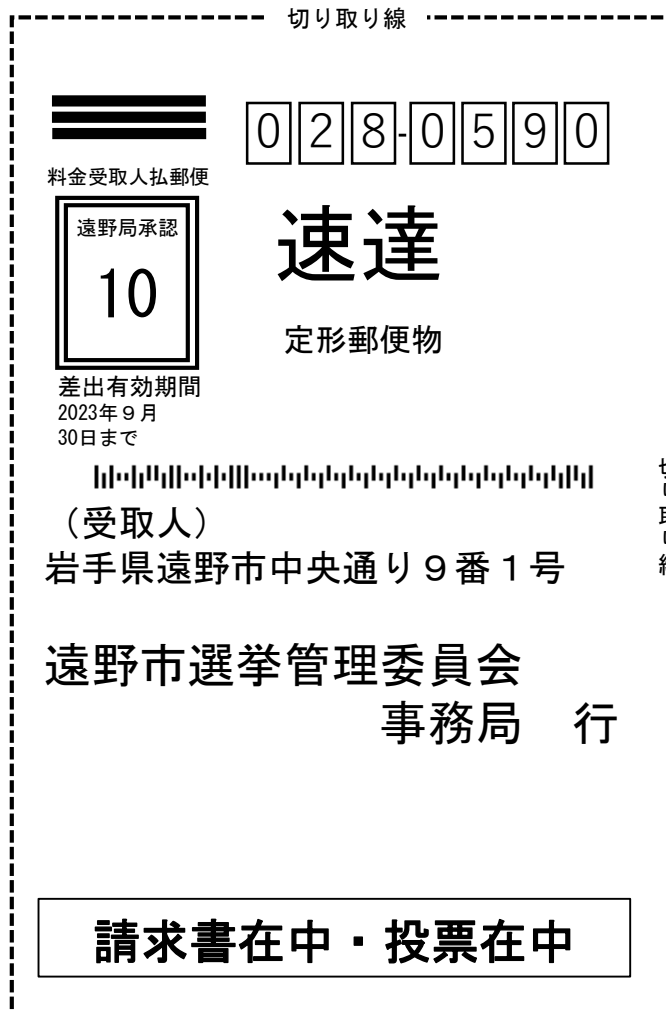 切り取り線
028-0590
料金受取人払郵便
遠野局承認
10
速達
定形郵便物
差出有効期間
2023年９月
30日まで
（受取人）
岩手県遠野市中央通り９番１号
遠野市選挙管理委員会
事務局　行
請求書在中・投票在中